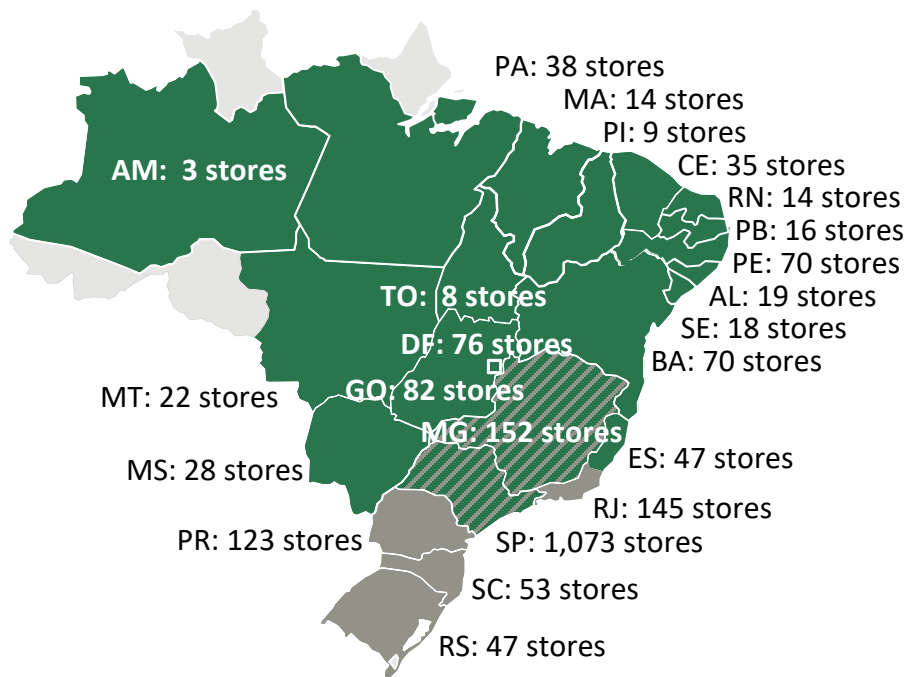 PA: 38 stores
MA: 14 stores
PI: 9 stores
CE: 35 stores
AM: 3 stores
RN: 14 stores
PB: 16 stores
PE: 70 stores
TO: 8 stores
AL: 19 stores
SE: 18 stores
DF: 76 stores
BA: 70 stores
GO: 82 stores
MT: 22 stores
MG: 152 stores
ES: 47 stores
MS: 28 stores
RJ: 145 stores
PR: 123 stores
SP: 1,073 stores
SC: 53 stores
RS: 47 stores